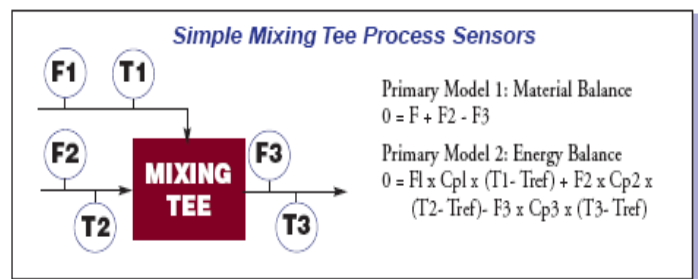 Simple Mixing Tee Process Sensors
F1
T1
F2
T2
MIXING
TEE
F3
T3
Primary Model 1: Material Balance
0 = F + F2 - F3
Primary Model 2: Energy Balance
0 = Fl x Cpl x (T1- Tref) + F2 x Cp2 x
(T2- Tref)- F3 x Cp3 x (T3- Tref)